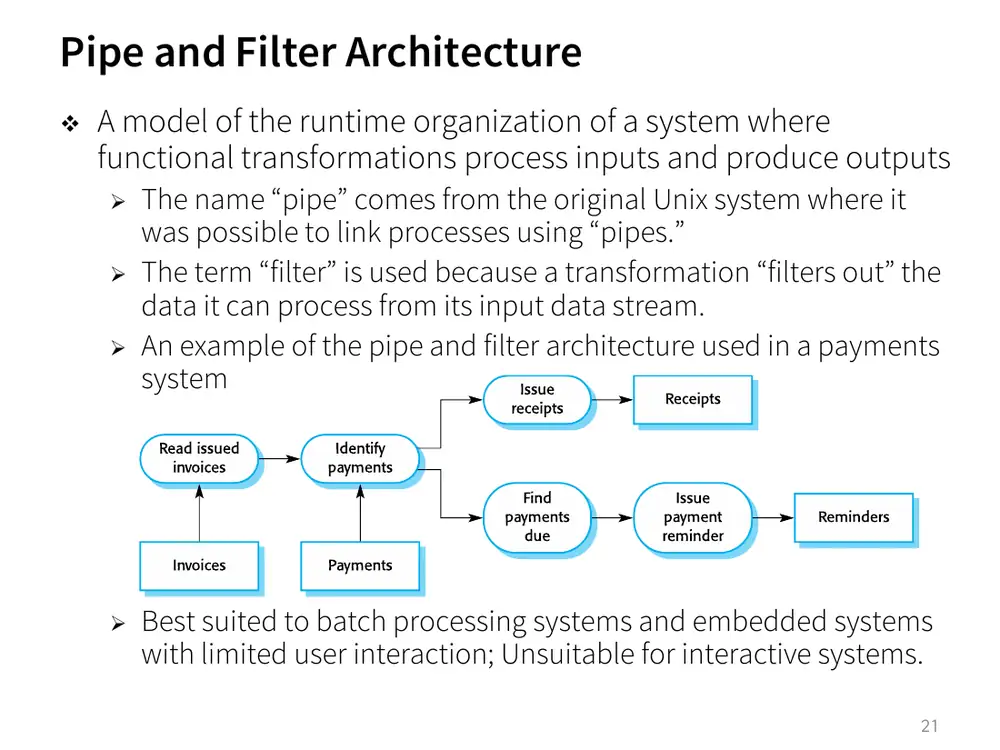 Pipe and Filter Architecture
❖ A model of the runtime organization of a system where
functional transformations process inputs and produce outputs
➢ The name “pipe” comes from the original Unix system where it
was possible to link processes using “pipes.”
➢ The term “filter” is used because a transformation “filters out” the
data it can process from its input data stream.
➢ An example of the pipe and filter architecture used in a payments
system
Issue
receipts
Receipts
Read issued
invoices
Identify
payments
Find
payments
due
Issue
payment
reminder
Reminders
Invoices
Payments
➢ Best suited to batch processing systems and embedded systems
with limited user interaction; Unsuitable for interactive systems.
21